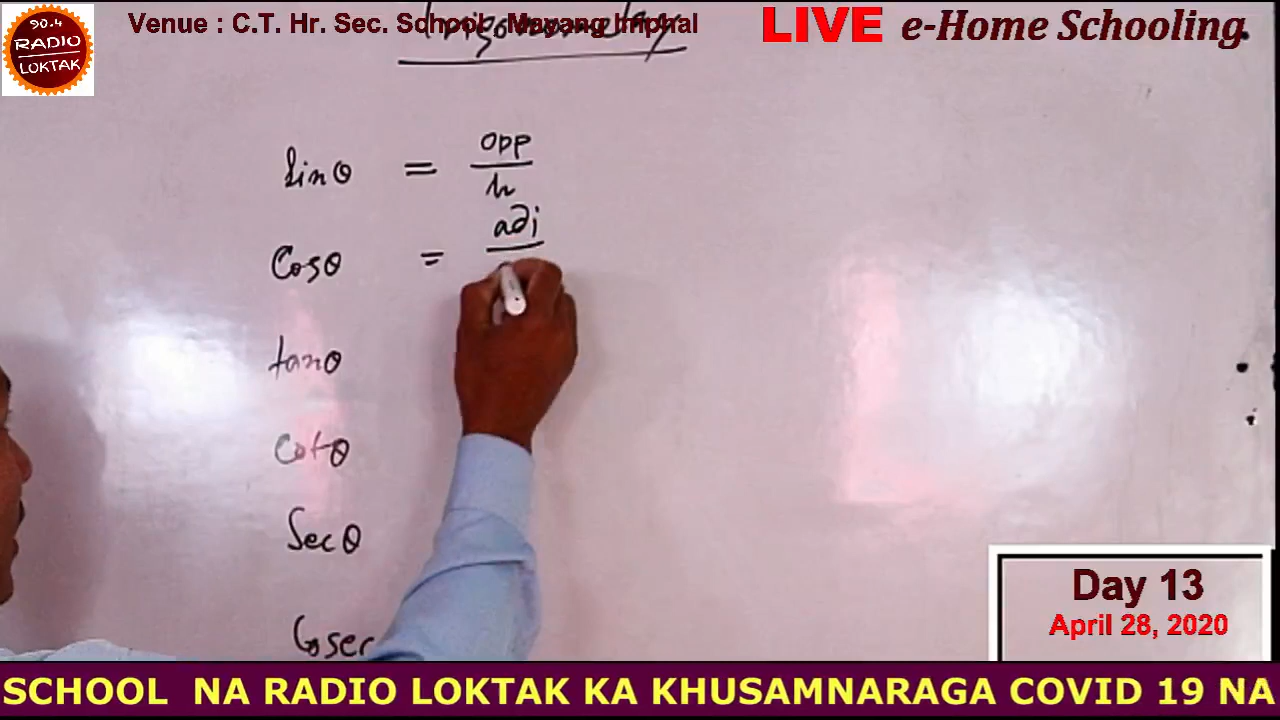 90.4
RADIO
LOKTAK
Venue : C.T. Hr. Sec. School, Mayang Imphal
LIVE e-Home Schooling
Trigonometry
Sinθ = opp
h
Cosθ = adj
tanθ
Cotθ
Secθ
Cosec
Day 13
April 28, 2020
SCHOOL NA RADIO LOKTAK KA KHUSAMNARAGA COVID 19 NA